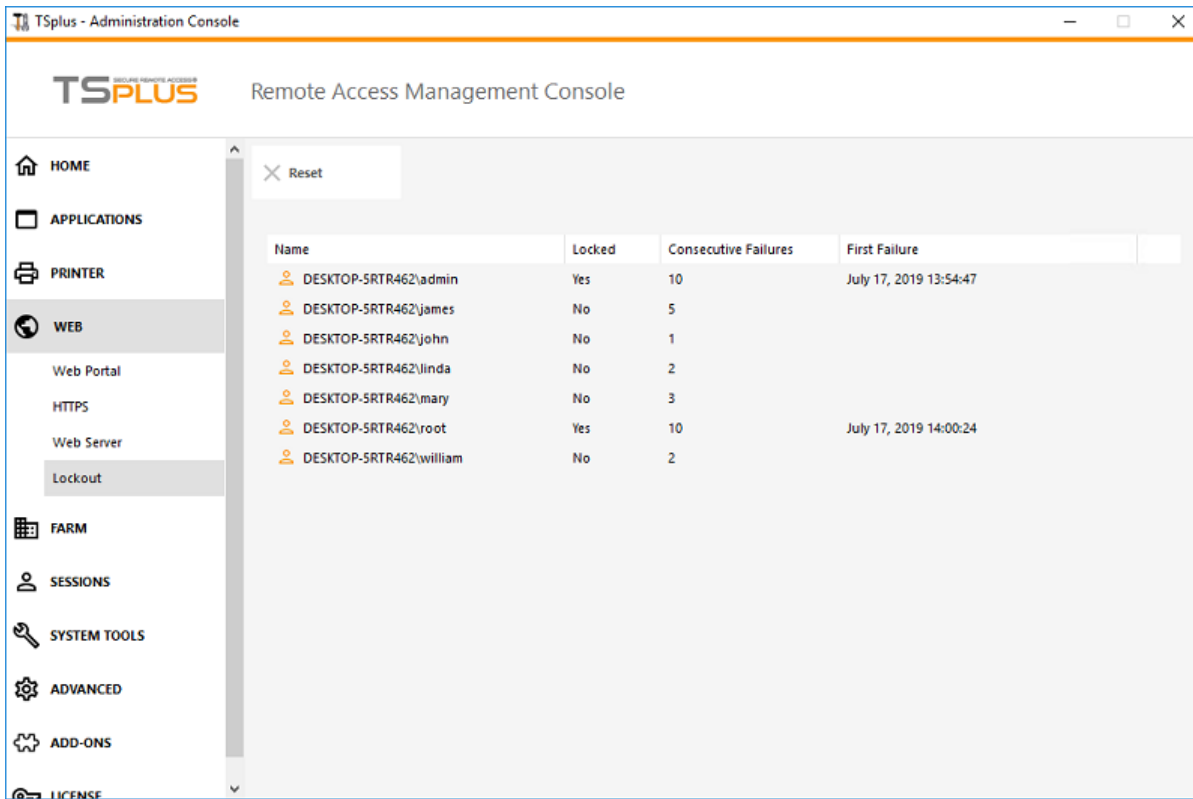 TSplus - Administration Console
TSPLUS SECURE REMOTE ACCESS®
Remote Access Management Console
HOME
APPLICATIONS
PRINTER
WEB
Web Portal
HTTPS
Web Server
Lockout
FARM
SESSIONS
SYSTEM TOOLS
ADVANCED
ADD-ONS
LICENSE
Reset
Name Locked Consecutive Failures First Failure
DESKTOP-5RTR462\admin Yes 10 July 17, 2019 13:54:47
DESKTOP-5RTR462\james No 5
DESKTOP-5RTR462\john No 1
DESKTOP-5RTR462\linda No 2
DESKTOP-5RTR462\mary No 3
DESKTOP-5RTR462\root Yes 10 July 17, 2019 14:00:24
DESKTOP-5RTR462\william No 2